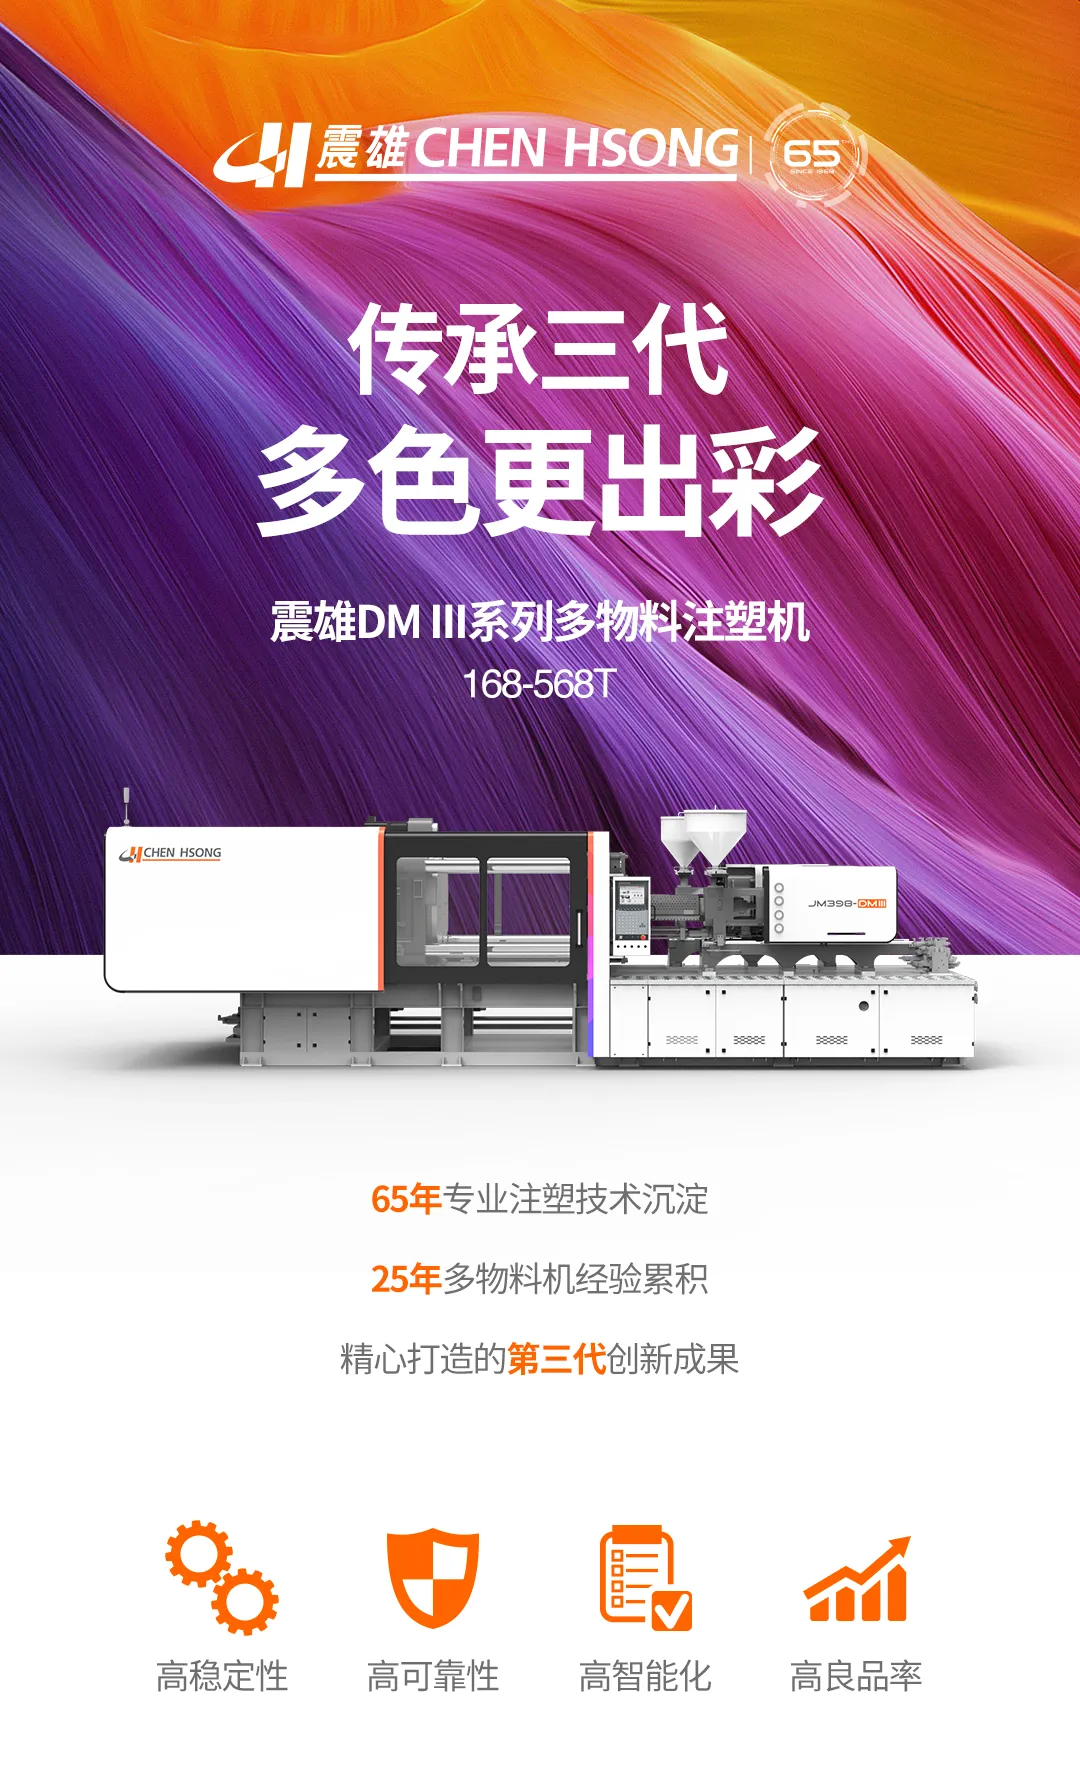 震雄 CHEN HSONG
65TH
SINCE 1958
传承三代
多色更出彩
震雄DM III系列多物料注塑机
168-568T
CHEN HSONG
JM398-DMIII
65年专业注塑技术沉淀
25年多物料机经验累积
精心打造的第三代创新成果
高稳定性
高可靠性
高智能化
高良品率